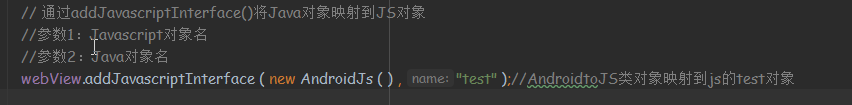 // 通过addJavascriptInterface()将Java对象映射到JS对象
//参数1：Javascript对象名
//参数2：Java对象名
webView.addJavascriptInterface ( new AndroidJs ( ) , name: "test" );//AndroidtoJS类对象映射到js的test对象